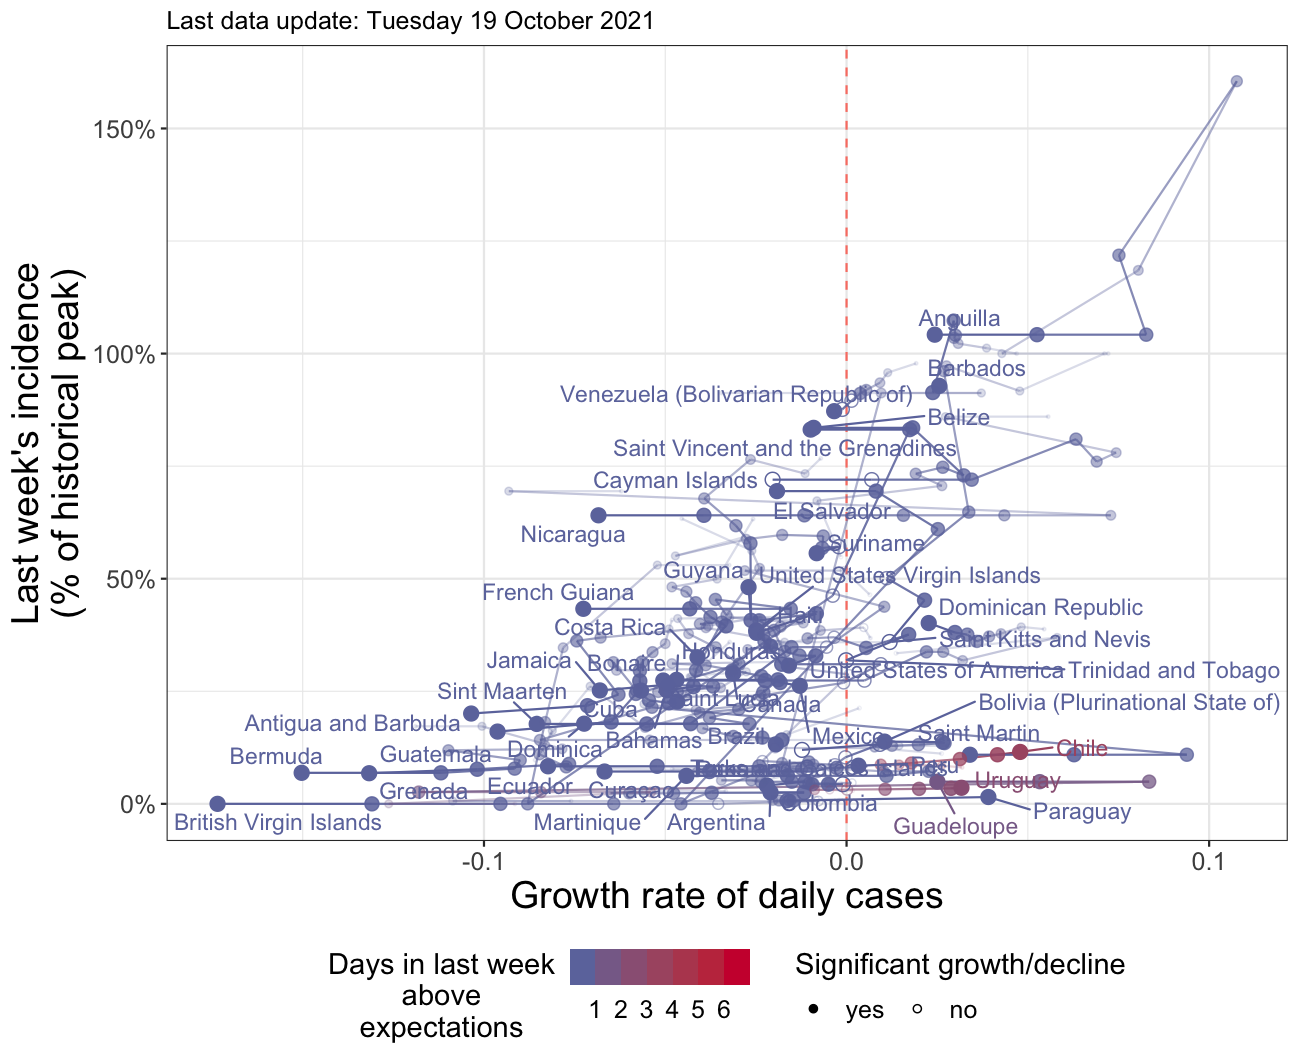 Last data update: Tuesday 19 October 2021
Last week's incidence
(% of historical peak)
150%
100%
50%
0%
Anguilla
Barbados
Venezuela (Bolivarian Republic of)
Belize
Saint Vincent and the Grenadines
Cayman Islands
El Salvador
Nicaragua
Suriname
Guyana
United States Virgin Islands
French Guiana
Dominican Republic
Haiti
Costa Rica
Saint Kitts and Nevis
Honduras
Jamaica
Bonaire
United States of America
Trinidad and Tobago
Sint Maarten
Saint Lucia
Canada
Bolivia (Plurinational State of)
Cuba
Antigua and Barbuda
Bahamas
Brazil
Mexico
Saint Martin
Chile
Dominica
Guatemala
Bermuda
Peru
Uruguay
Grenada
Ecuador
Curaçao
Colombia
Paraguay
British Virgin Islands
Martinique
Argentina
Guadeloupe
-0.1
0.0
0.1
Growth rate of daily cases
Days in last week
above
expectations
1 2 3 4 5 6
Significant growth/decline
yes
no